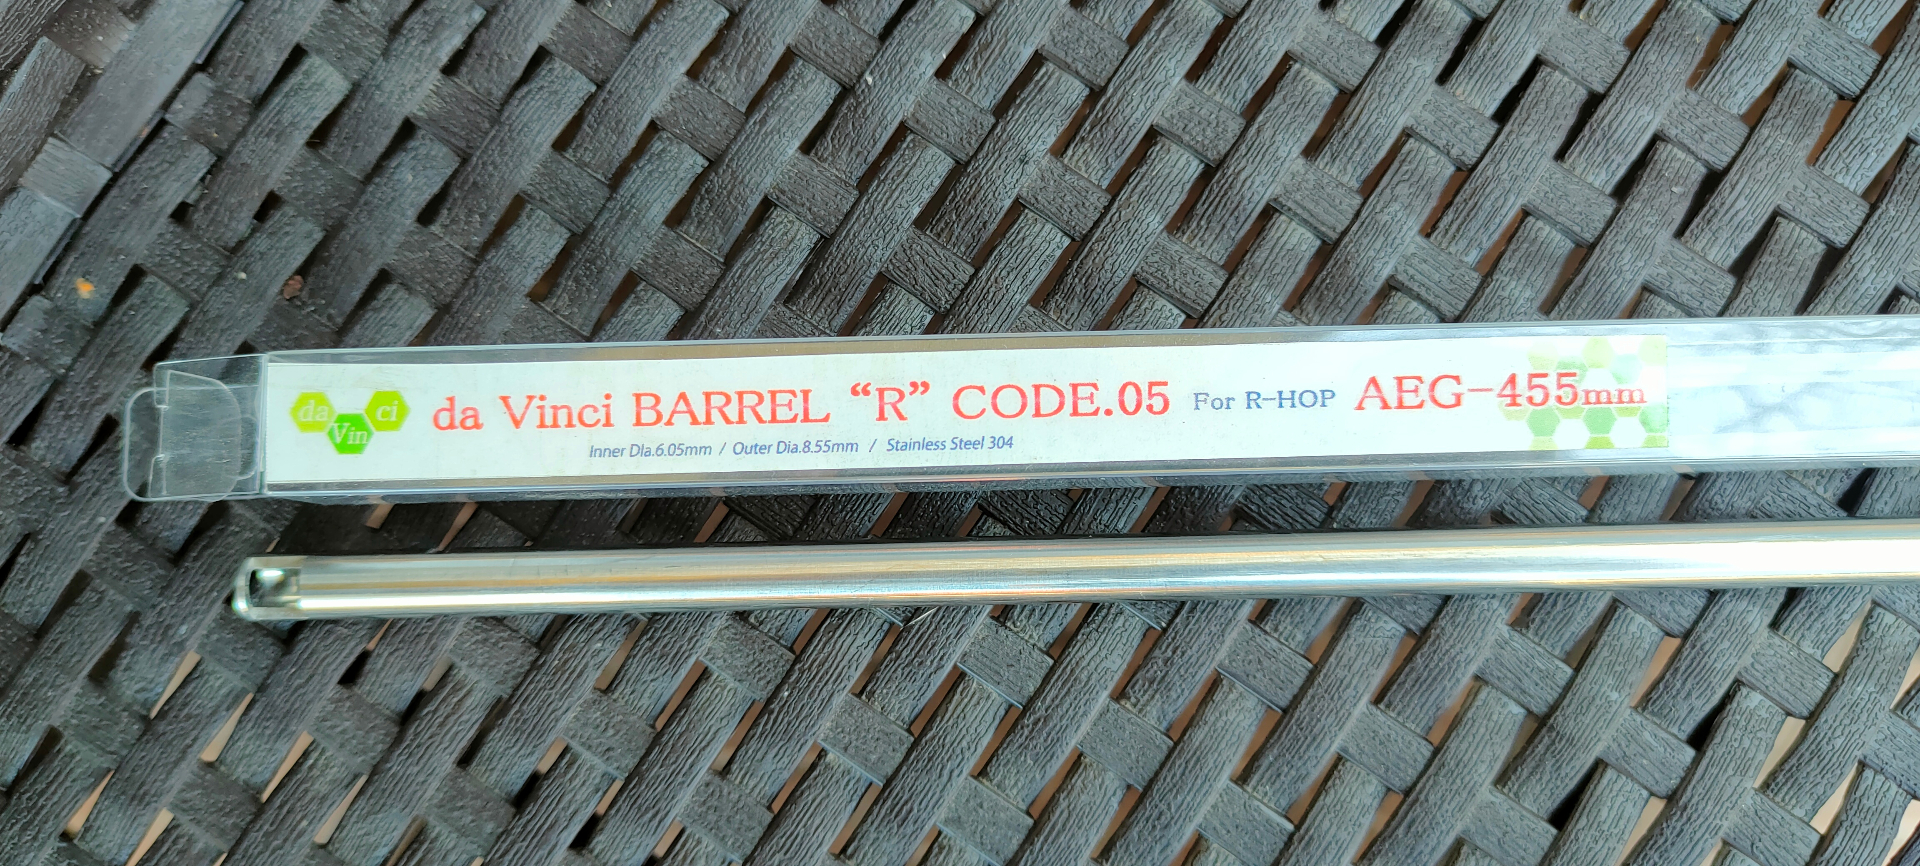 da Vin ci
da Vinci BARREL “R” CODE.05 For R-HOP AEG-455mm
Inner Dia.6.05mm / Outer Dia.8.55mm / Stainless Steel 304